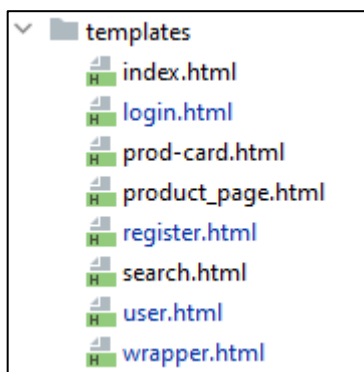 templates
H index.html
H login.html
H prod-card.html
H product_page.html
H register.html
H search.html
H user.html
H wrapper.html